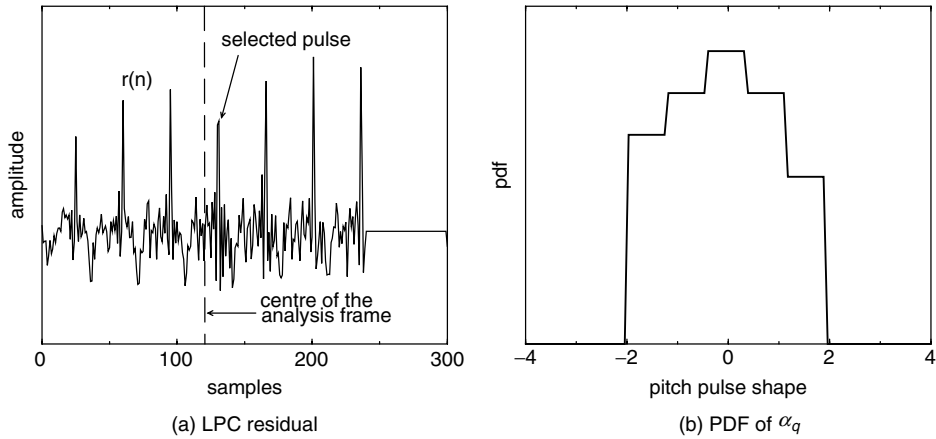 selected pulse
r(n)
amplitude
centre of the
analysis frame
0
100
200
300
samples
(a) LPC residual
pdf
−4
−2
0
2
4
pitch pulse shape
(b) PDF of αq